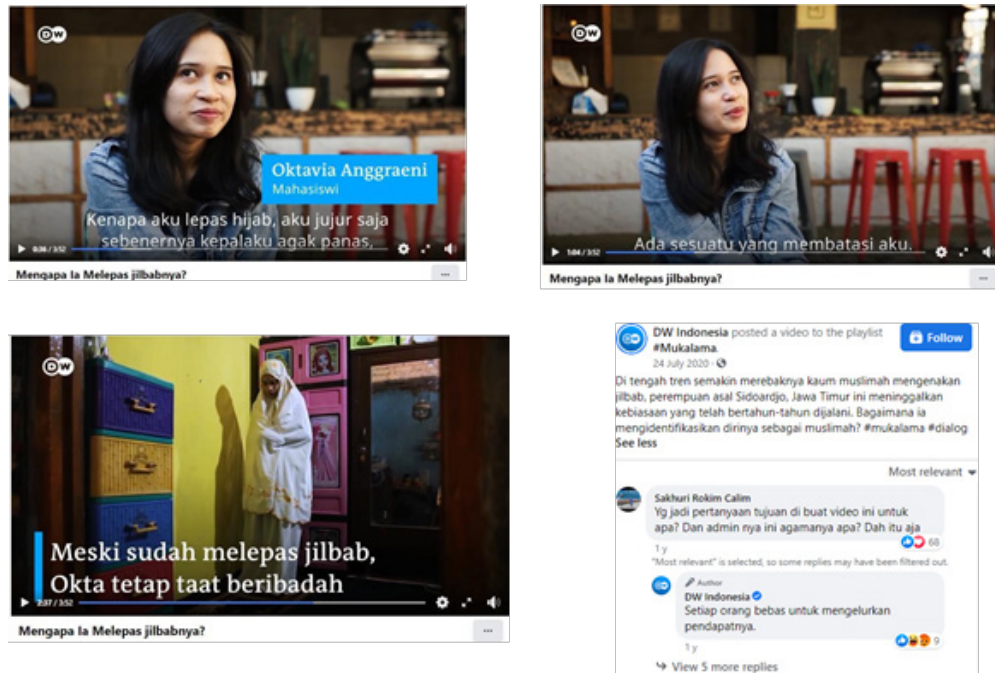 DW
Oktavia Anggraeni
Mahasiswi
Kenapa aku lepas hijab, aku jujur saja
sebenernya kepalaku agak panas,
0:36 / 3:52
Mengapa Ia Melepas jilbabnya?
DW
Ada sesuatu yang membatasi aku.
1:04 / 3:52
Mengapa Ia Melepas jilbabnya?
DW
Meski sudah melepas jilbab,
Okta tetap taat beribadah
2:37 / 3:52
Mengapa Ia Melepas jilbabnya?
DW Indonesia posted a video to the playlist
#Mukalama.
Follow
24 July 2020
Di tengah tren semakin merebaknya kaum muslimah mengenakan
jilbab, perempuan asal Sidoardjo, Jawa Timur ini meninggalkan
kebiasaan yang telah bertahun-tahun dijalani. Bagaimana ia
mengidentifikasikan dirinya sebagai muslimah? #mukalama #dialog
See less
Most relevant
Sakhuri Rokim Calim
Yg jadi pertanyaan tujuan di buat video ini untuk
apa? Dan admin nya ini agamanya apa? Dah itu aja
68
1 y
"Most relevant" is selected, so some replies may have been filtered out.
Author
DW Indonesia
Setiap orang bebas untuk mengelurkan
pendapatnya.
9
1 y
View 5 more replies